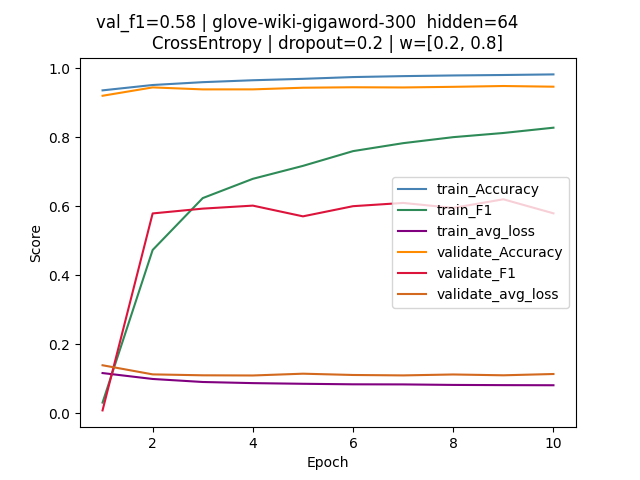 val_f1=0.58 | glove-wiki-gigaword-300  hidden=64
CrossEntropy | dropout=0.2 | w=[0.2, 0.8]
1.0
0.8
0.6
0.4
0.2
0.0
Score
train_Accuracy
train_F1
train_avg_loss
validate_Accuracy
validate_F1
validate_avg_loss
2 4 6 8 10
Epoch